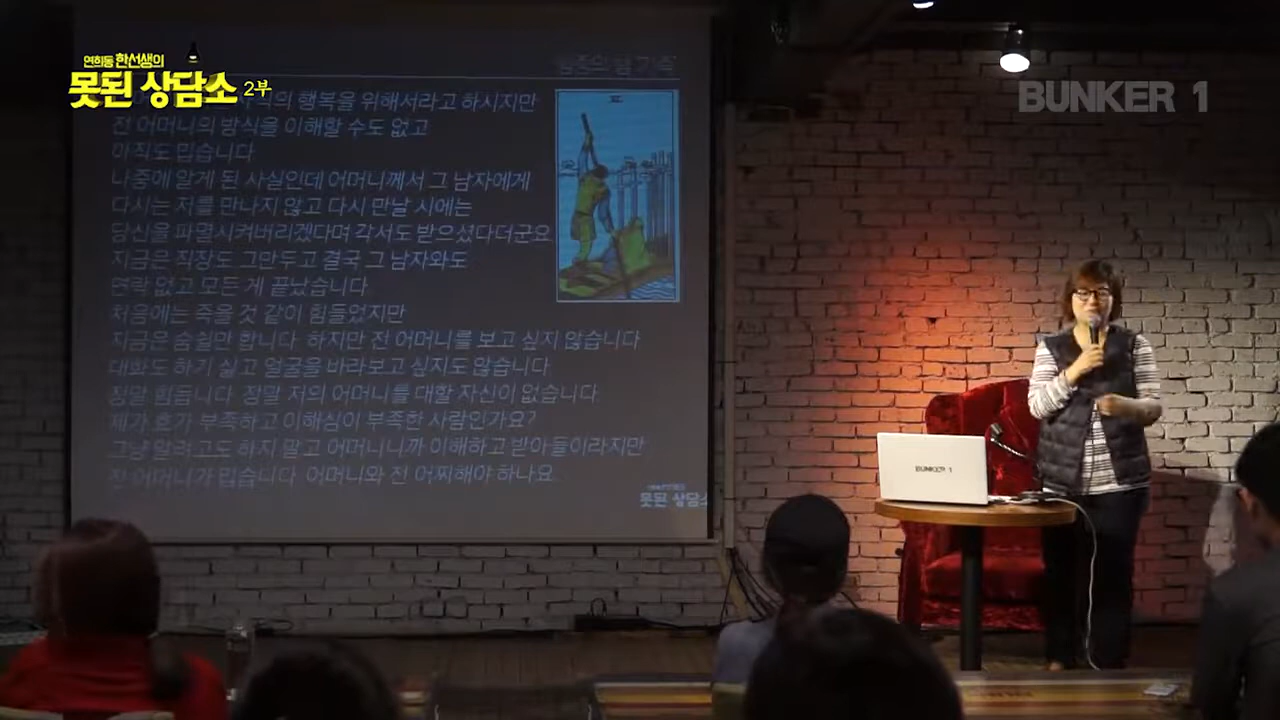 연희동 한선생의
못된 상담소 2부
BUNKER 1
행복을 위해서라고 하시지만
전 어머니의 방식을 이해할 수도 없고
아직도 밉습니다
나중에 알게 된 사실인데 어머니께서 그 남자에게
다시는 저를 만나지 않고 다시 만날 시에는
당신을 파멸시켜버리겠다며 각서도 받으셨다더군요
지금은 직장도 그만두고 결국 그 남자와도
연락 없고 모든 게 끝났습니다
처음에는 죽을 것 같이 힘들었지만
지금은 숨쉴만 합니다 하지만 전 어머니를 보고 싶지 않습니다
대화도 하기 싫고 얼굴을 바라보고 싶지도 않습니다
정말 힘듭니다 정말 저의 어머니를 대할 자신이 없습니다
제가 효가 부족하고 이해심이 부족한 사람인가요?
그냥 말려고도 하지 말고 어머니니까 이해하고 받아들이라지만
전 어머니가 밉습니다 어머니와 전 어찌해야 하나요
못된 상담소
BUNKER 1